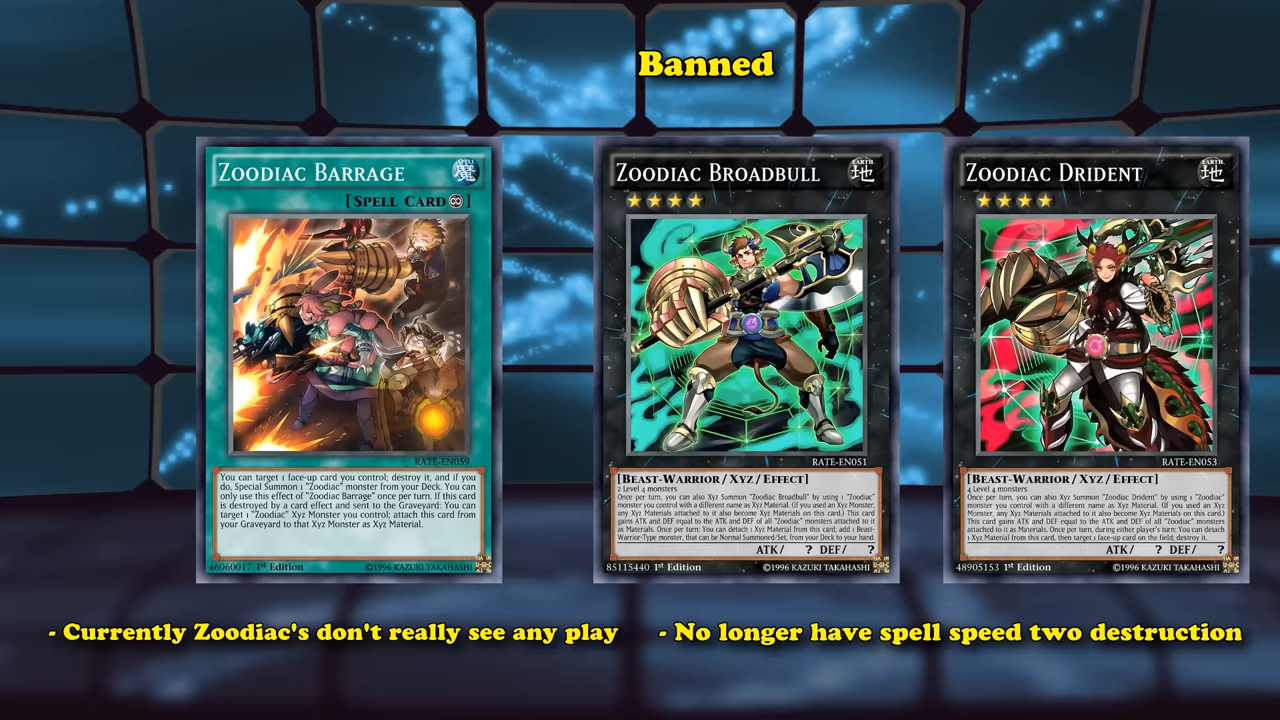 Banned
ZOODIAC BARRAGE
魔
[SPELL CARD]
RATE-EN059
You can target 1 face-up card you control; destroy it, and if you
do, Special Summon 1 "Zoodiac" monster from your Deck. You can
only use this effect of "Zoodiac Barrage" once per turn. If this card
is destroyed by a card effect and sent to the Graveyard: You can
target 1 "Zoodiac" Xyz Monster you control; attach this card from
your Graveyard to that Xyz Monster as Xyz Material.
46060017 1st Edition ©1996 KAZUKI TAKAHASHI
ZOODIAC BROADBULL
EARTH
地
RATE-EN051
[BEAST-WARRIOR / XYZ / EFFECT]
2 Level 4 monsters
Once per turn, you can also Xyz Summon "Zoodiac Broadbull" by using 1 "Zoodiac"
monster you control with a different name as Xyz Material. (If you used an Xyz Monster,
any Xyz Materials attached to it also become Xyz Materials on this card.) This card
gains ATK and DEF equal to the ATK and DEF of all "Zoodiac" monsters attached to it
as Materials. Once per turn: You can detach 1 Xyz Material from this card; add 1 Beast-
Warrior-Type monster, that can be Normal Summoned/Set, from your Deck to your hand.
ATK/ ? DEF/ ?
85115440 1st Edition ©1996 KAZUKI TAKAHASHI
ZOODIAC DRIDENT
EARTH
地
RATE-EN053
[BEAST-WARRIOR / XYZ / EFFECT]
4 Level 4 monsters
Once per turn, you can also Xyz Summon "Zoodiac Drident" by using 1 "Zoodiac"
monster you control with a different name as Xyz Material. (If you used an Xyz
Monster, any Xyz Materials attached to it also become Xyz Materials on this card.)
This card gains ATK and DEF equal to the ATK and DEF of all "Zoodiac" monsters attached
to it as Materials. Once per turn, during either player's turn: You can detach
1 Xyz Material from this card, then target 1 face-up card on the field; destroy it.
ATK/ ? DEF/ ?
48905153 1st Edition ©1996 KAZUKI TAKAHASHI
- Currently Zoodiac's don't really see any play
- No longer have spell speed two destruction